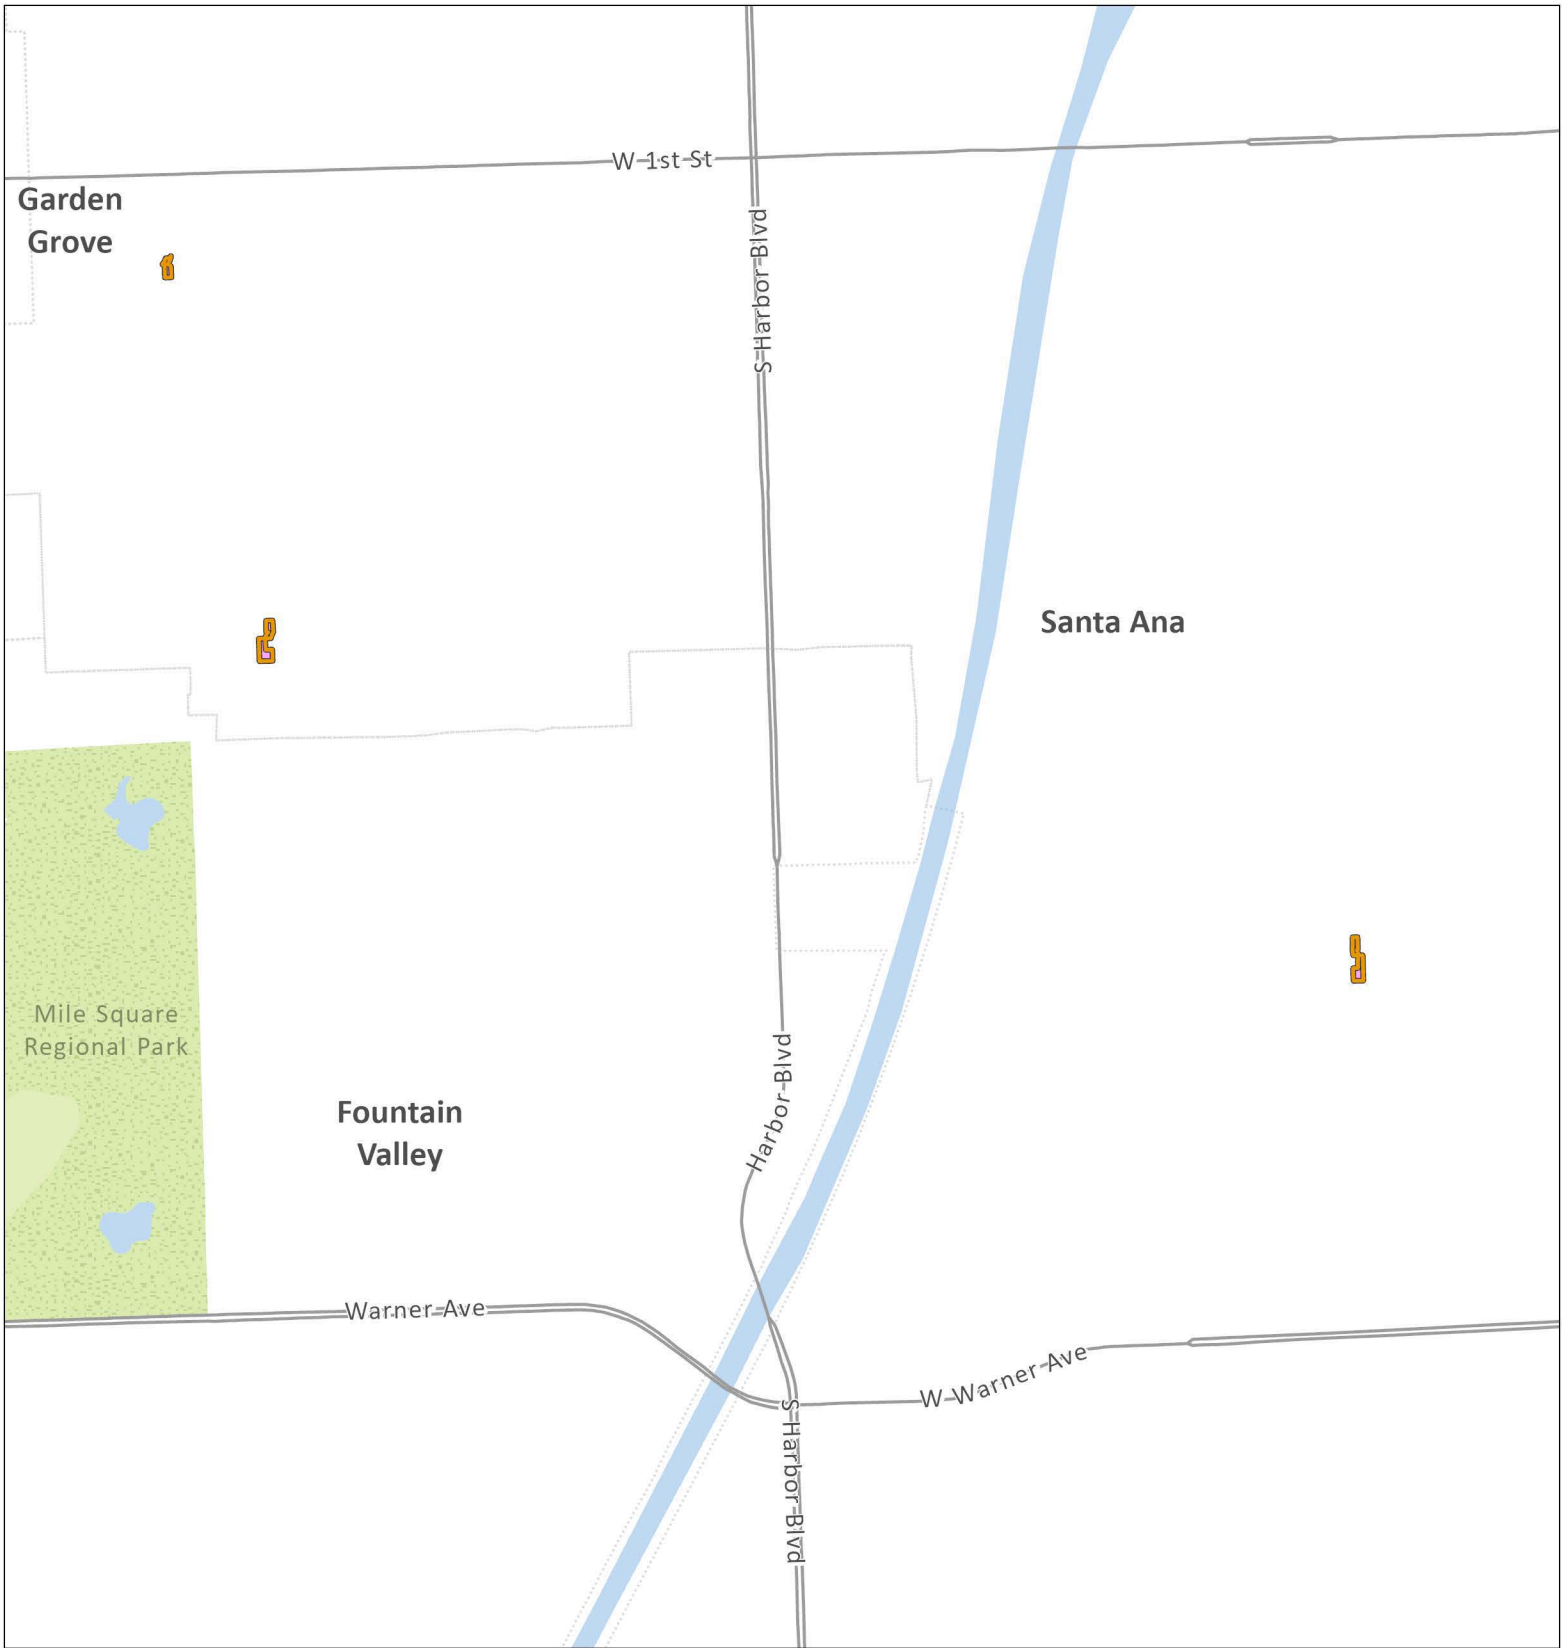 W 1st St
Garden
Grove
S Harbor Blvd
Santa Ana
Mile Square
Regional Park
Harbor Blvd
Fountain
Valley
Warner Ave
W Warner Ave
S Harbor Blvd